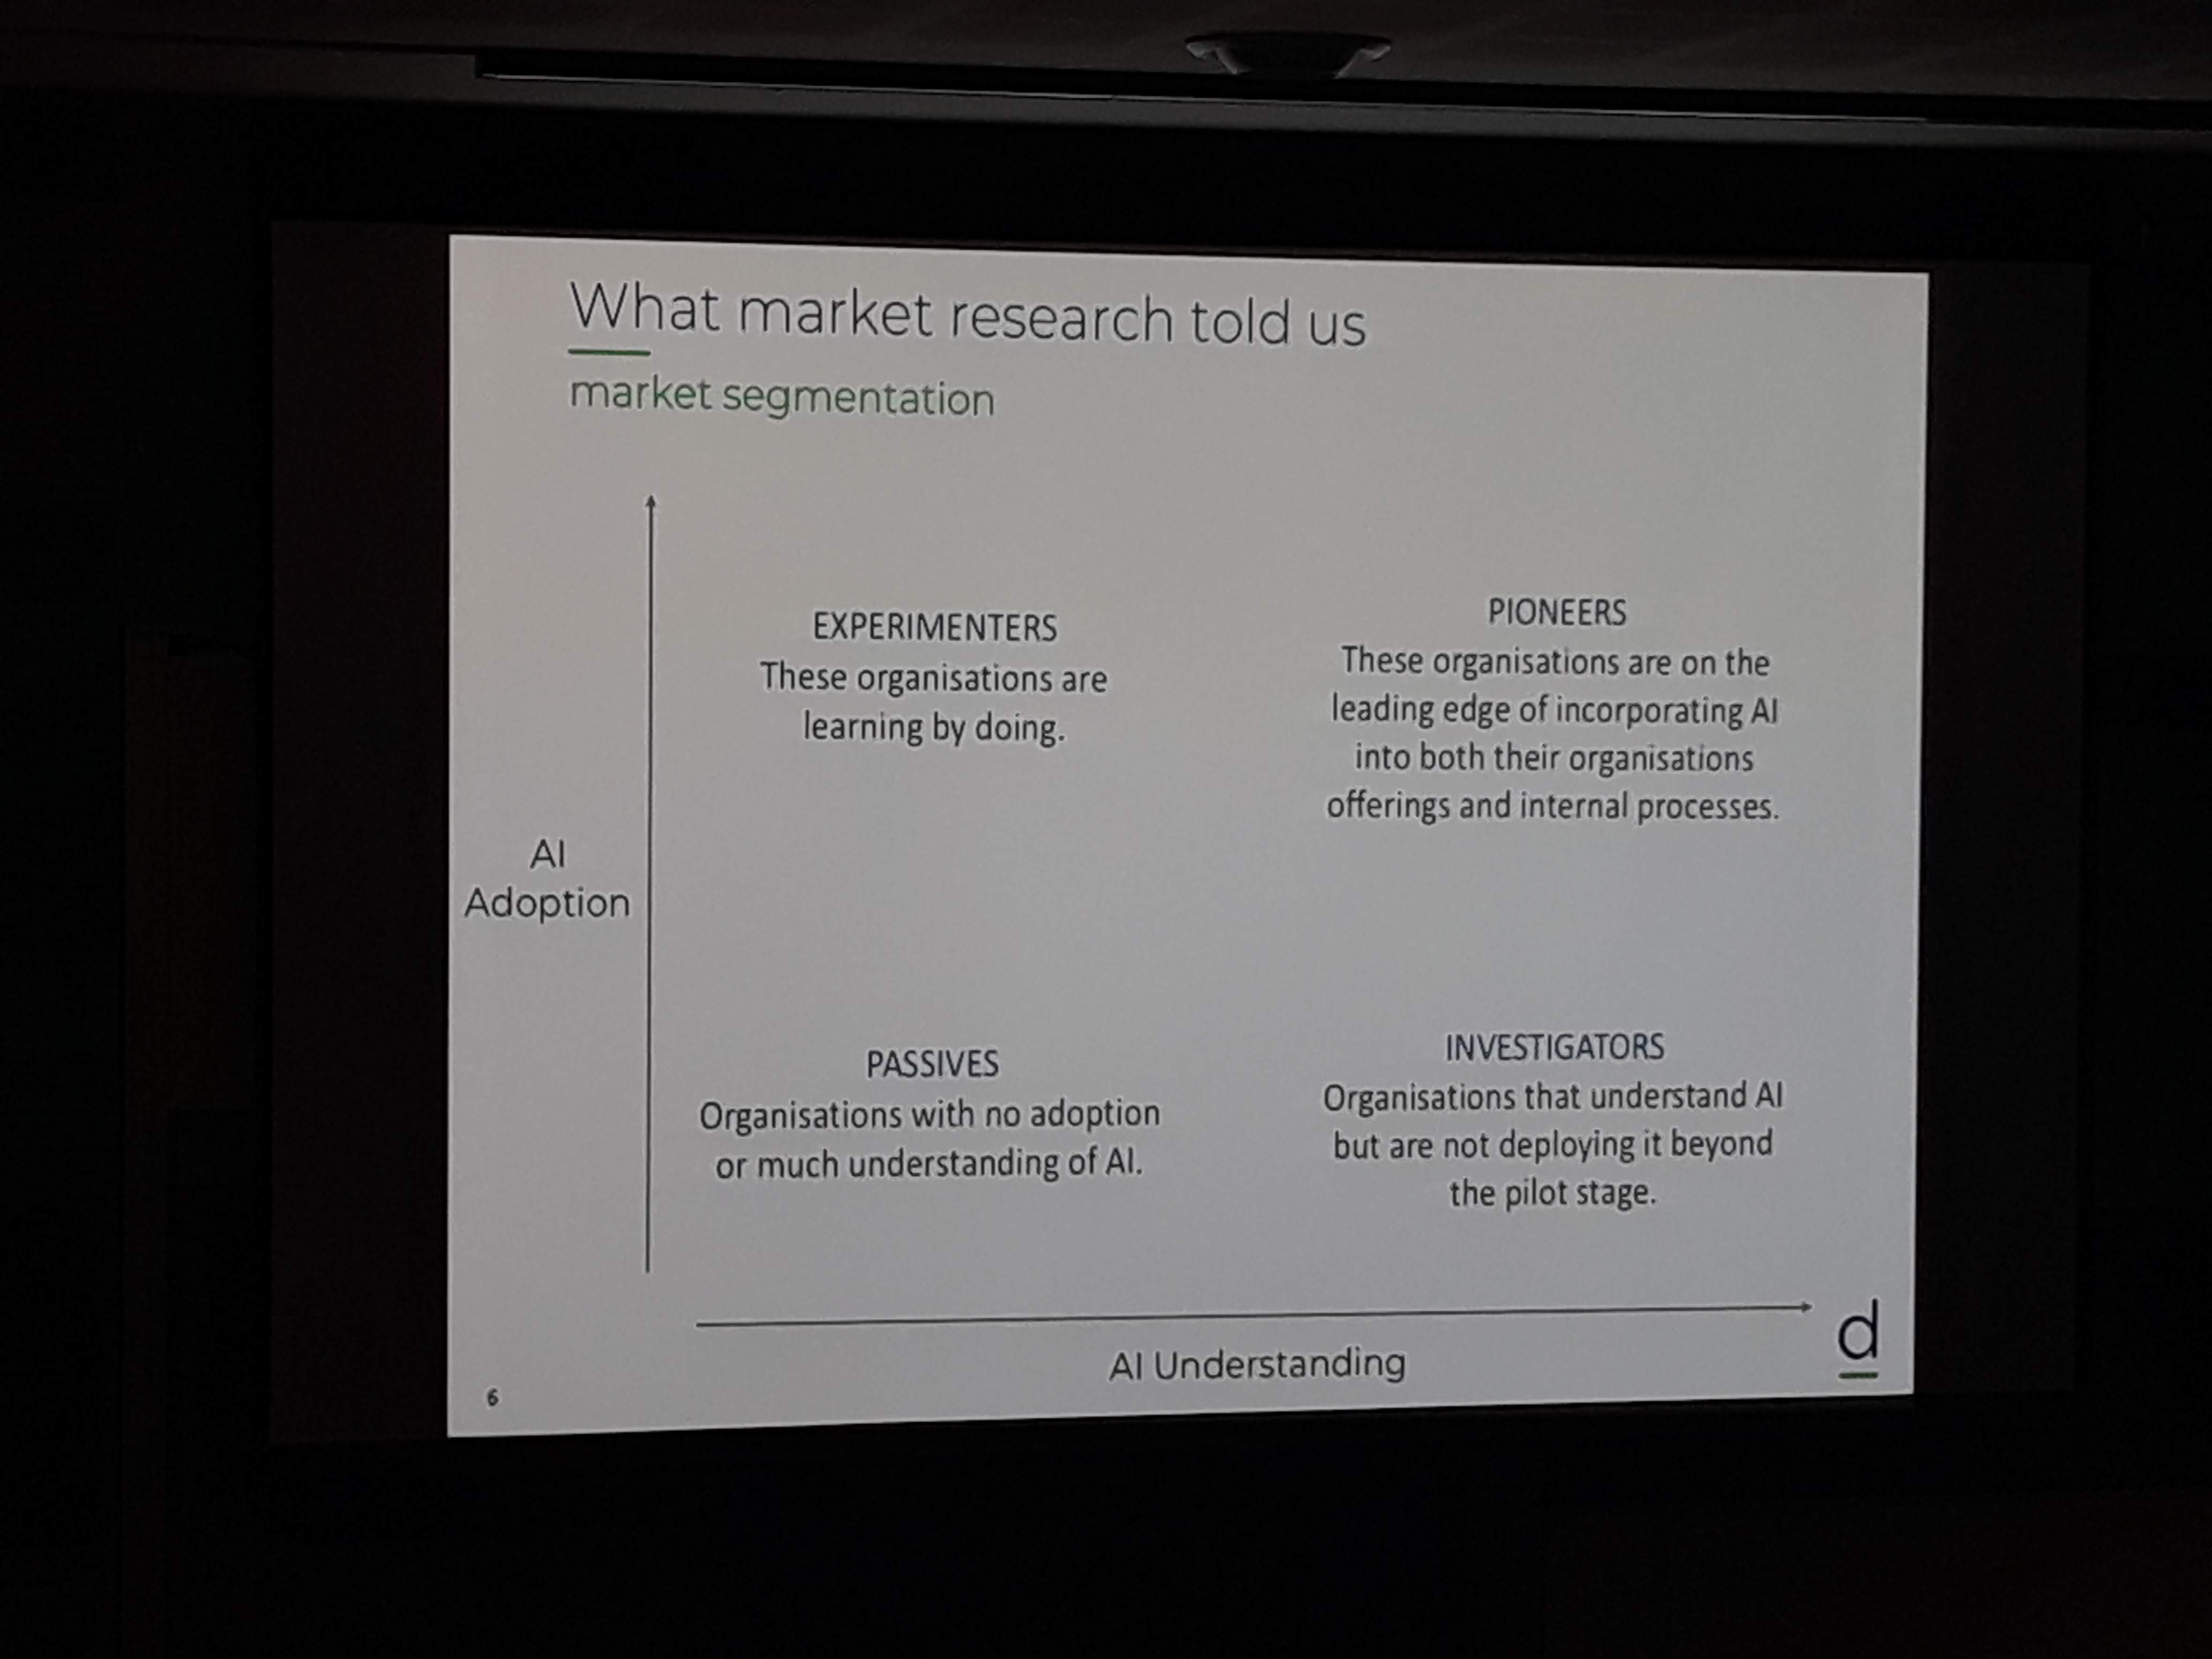 What market research told us
market segmentation
EXPERIMENTERS
These organisations are
learning by doing.
PIONEERS
These organisations are on the
leading edge of incorporating AI
into both their organisations
offerings and internal processes.
AI
Adoption
PASSIVES
Organisations with no adoption
or much understanding of AI.
INVESTIGATORS
Organisations that understand AI
but are not deploying it beyond
the pilot stage.
AI Understanding
d
6